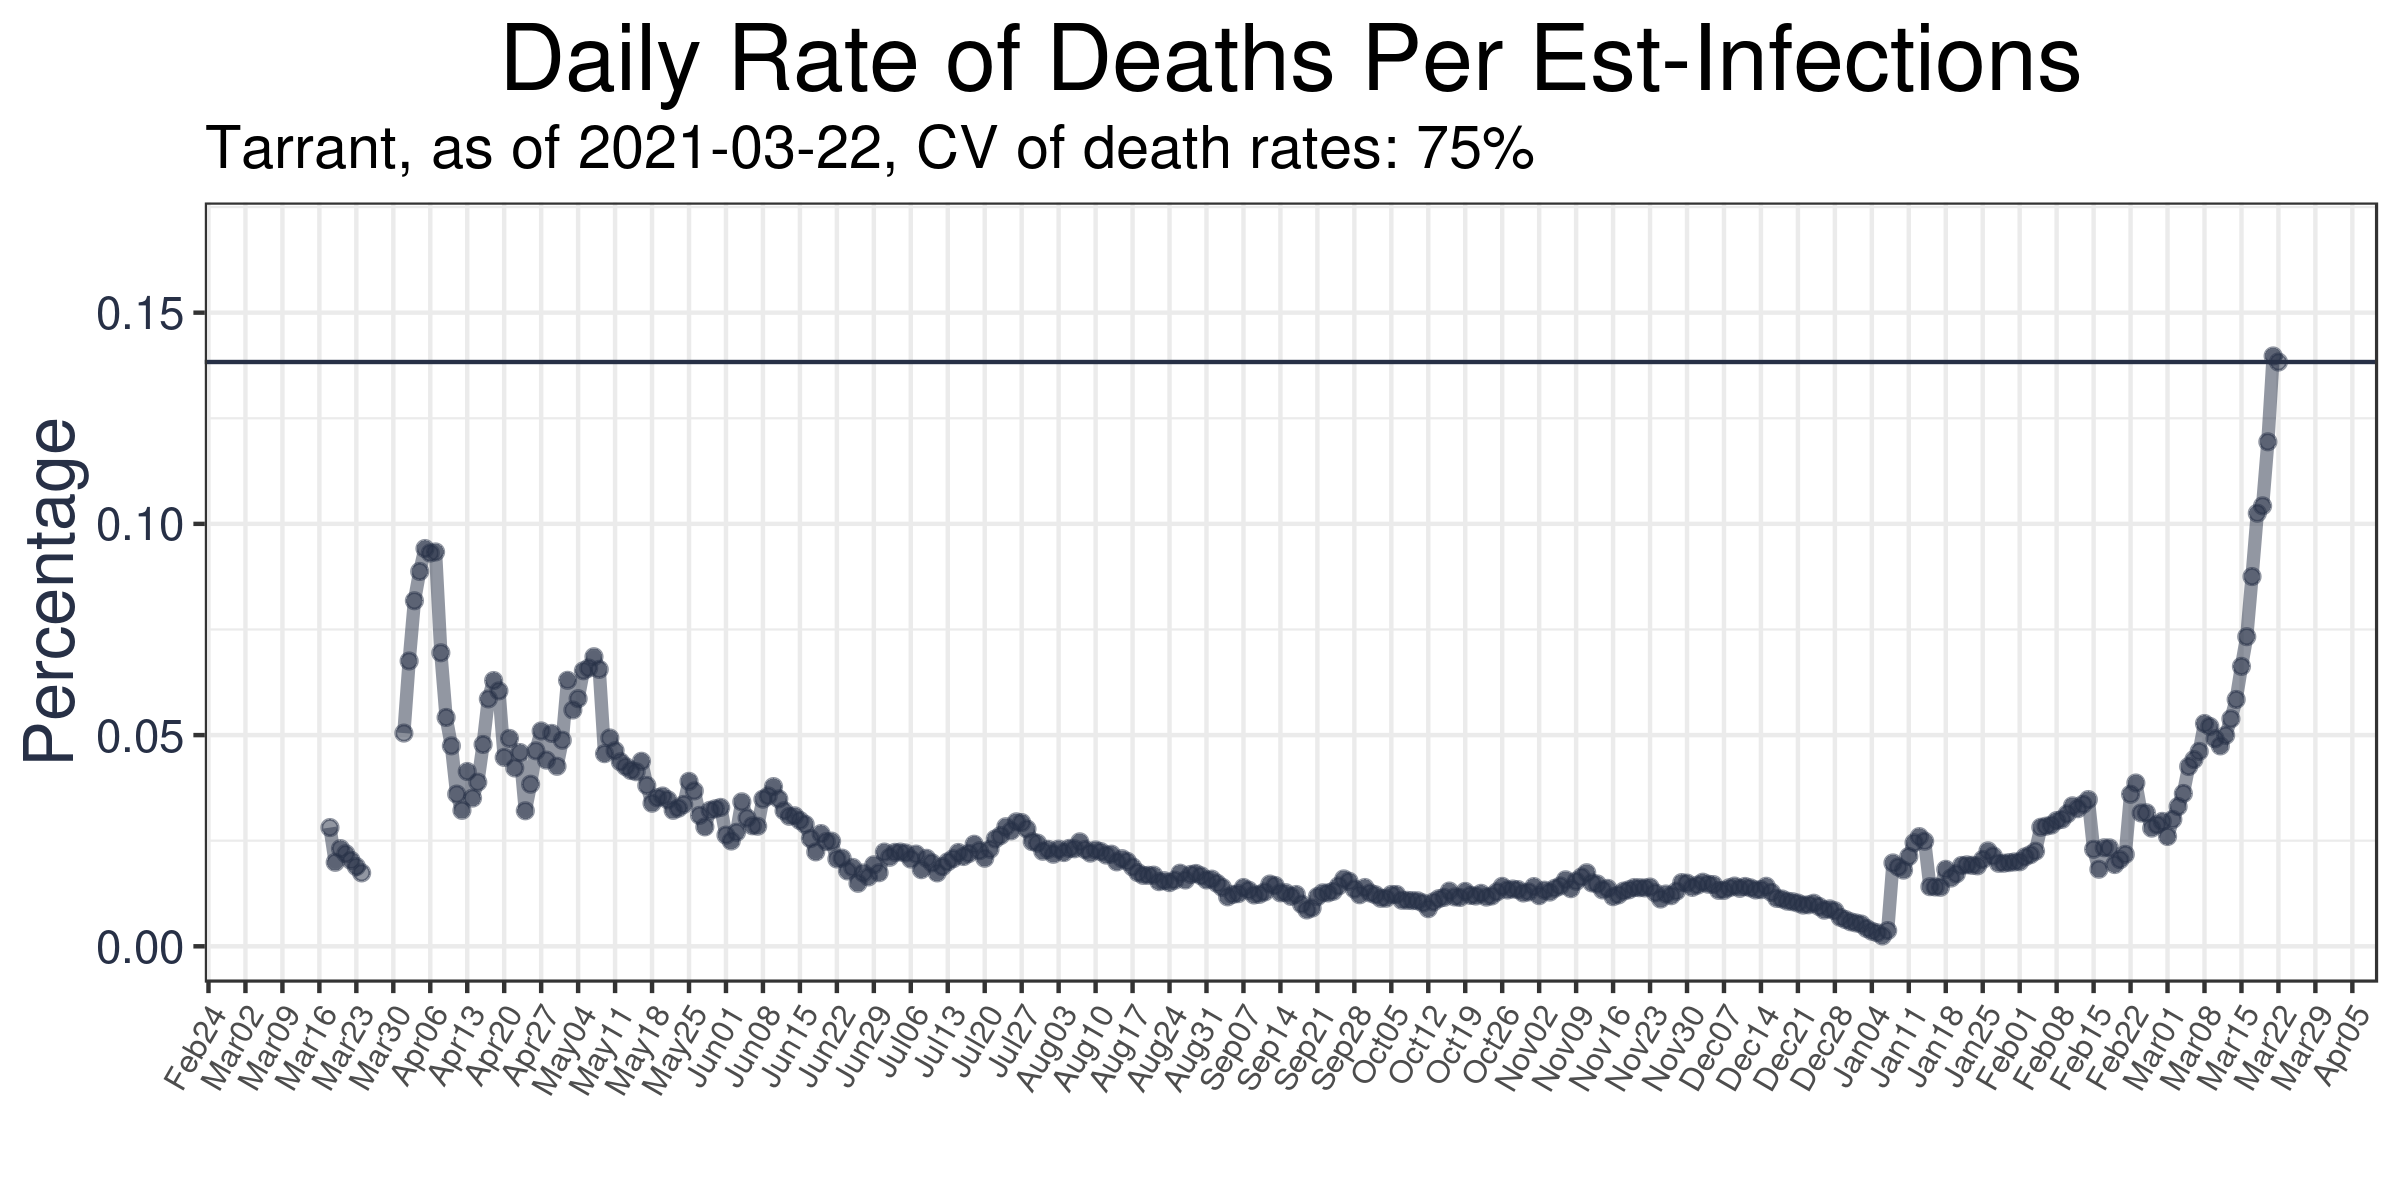 Daily Rate of Deaths Per Est-Infections
Tarrant, as of 2021-03-22, CV of death rates: 75%
Percentage
0.15
0.10
0.05
0.00
Feb24
Mar02
Mar09
Mar16
Mar23
Mar30
Apr06
Apr13
Apr20
Apr27
May04
May11
May18
May25
Jun01
Jun08
Jun15
Jun22
Jun29
Jul06
Jul13
Jul20
Jul27
Aug03
Aug10
Aug17
Aug24
Aug31
Sep07
Sep14
Sep21
Sep28
Oct05
Oct12
Oct19
Oct26
Nov02
Nov09
Nov16
Nov23
Nov30
Dec07
Dec14
Dec21
Dec28
Jan04
Jan11
Jan18
Jan25
Feb01
Feb08
Feb15
Feb22
Mar01
Mar08
Mar15
Mar22
Mar29
Apr05